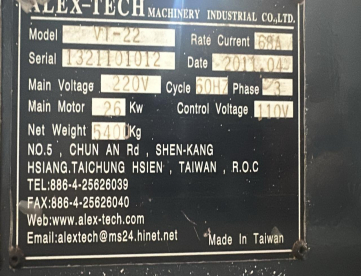 ALEX-TECH MACHINERY INDUSTRIAL CO.,LTD.
Model VT-22 Rate Current 68A
Serial 1321101012 Date 2011.04
Main Voltage 220V Cycle 60HZ Phase 3
Main Motor 26 Kw Control Voltage 110V
Net Weight Kg
NO.5 , CHUN AN Rd , SHEN-KANG
HSIANG.TAICHUNG HSIEN , TAIWAN , R.O.C
TEL:886-4-25626039
FAX:886-4-25626040
Web:www.alex-tech.com
Email:alextech@ms24.hinet.net Made In Taiwan